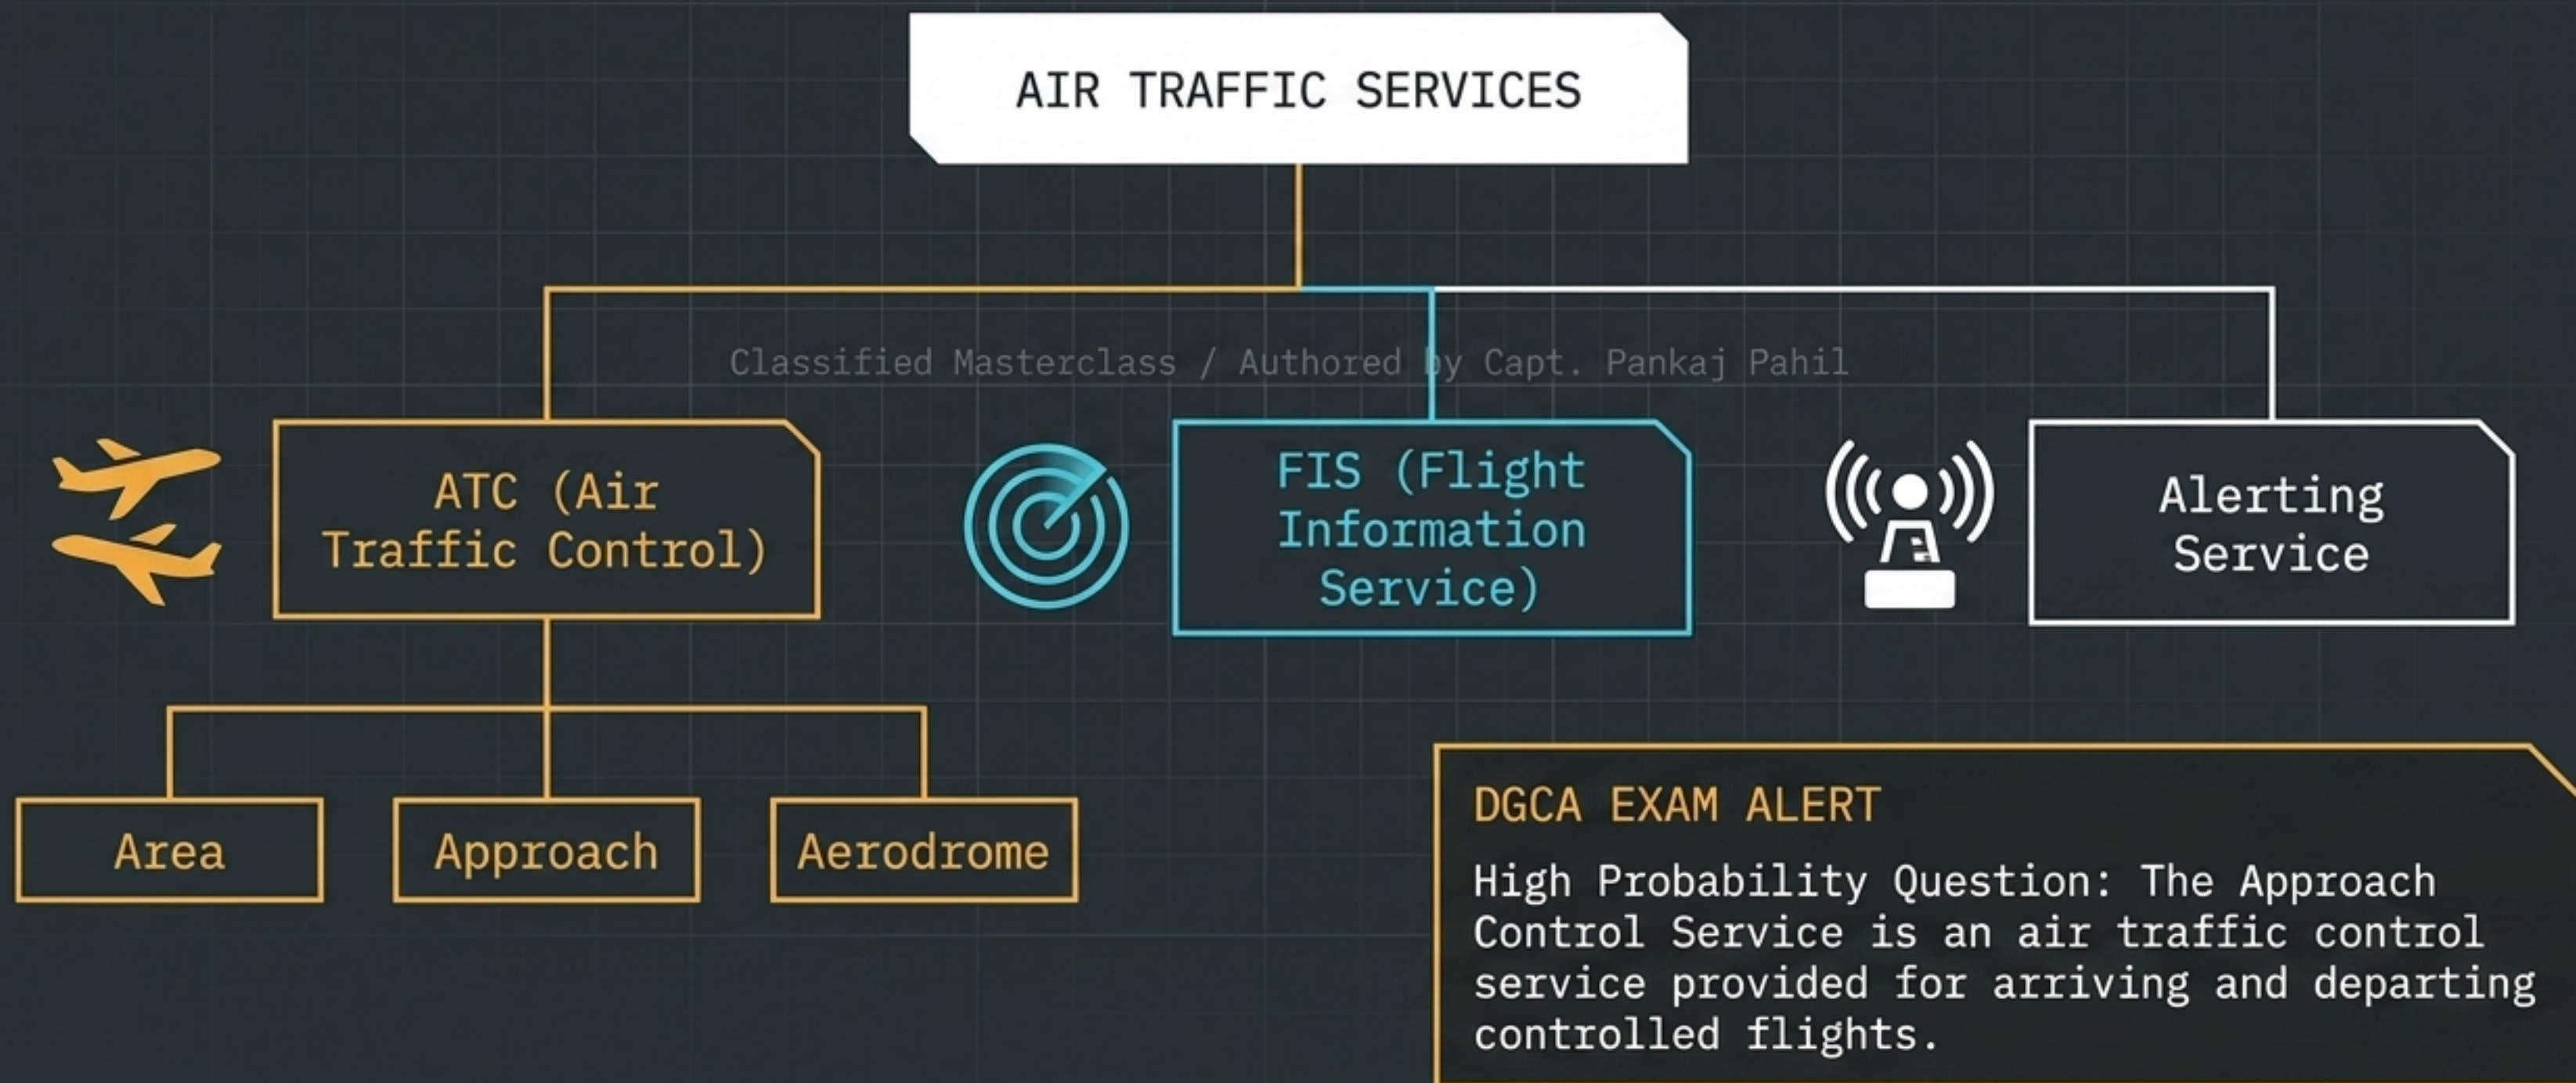 AIR TRAFFIC SERVICES
Classified Masterclass / Authored by Capt. Pankaj Pahil
ATC (Air
Traffic Control)
FIS (Flight
Information
Service)
Alerting
Service
Area
Approach
Aerodrome
DGCA EXAM ALERT
High Probability Question: The Approach
Control Service is an air traffic control
service provided for arriving and departing
controlled flights.